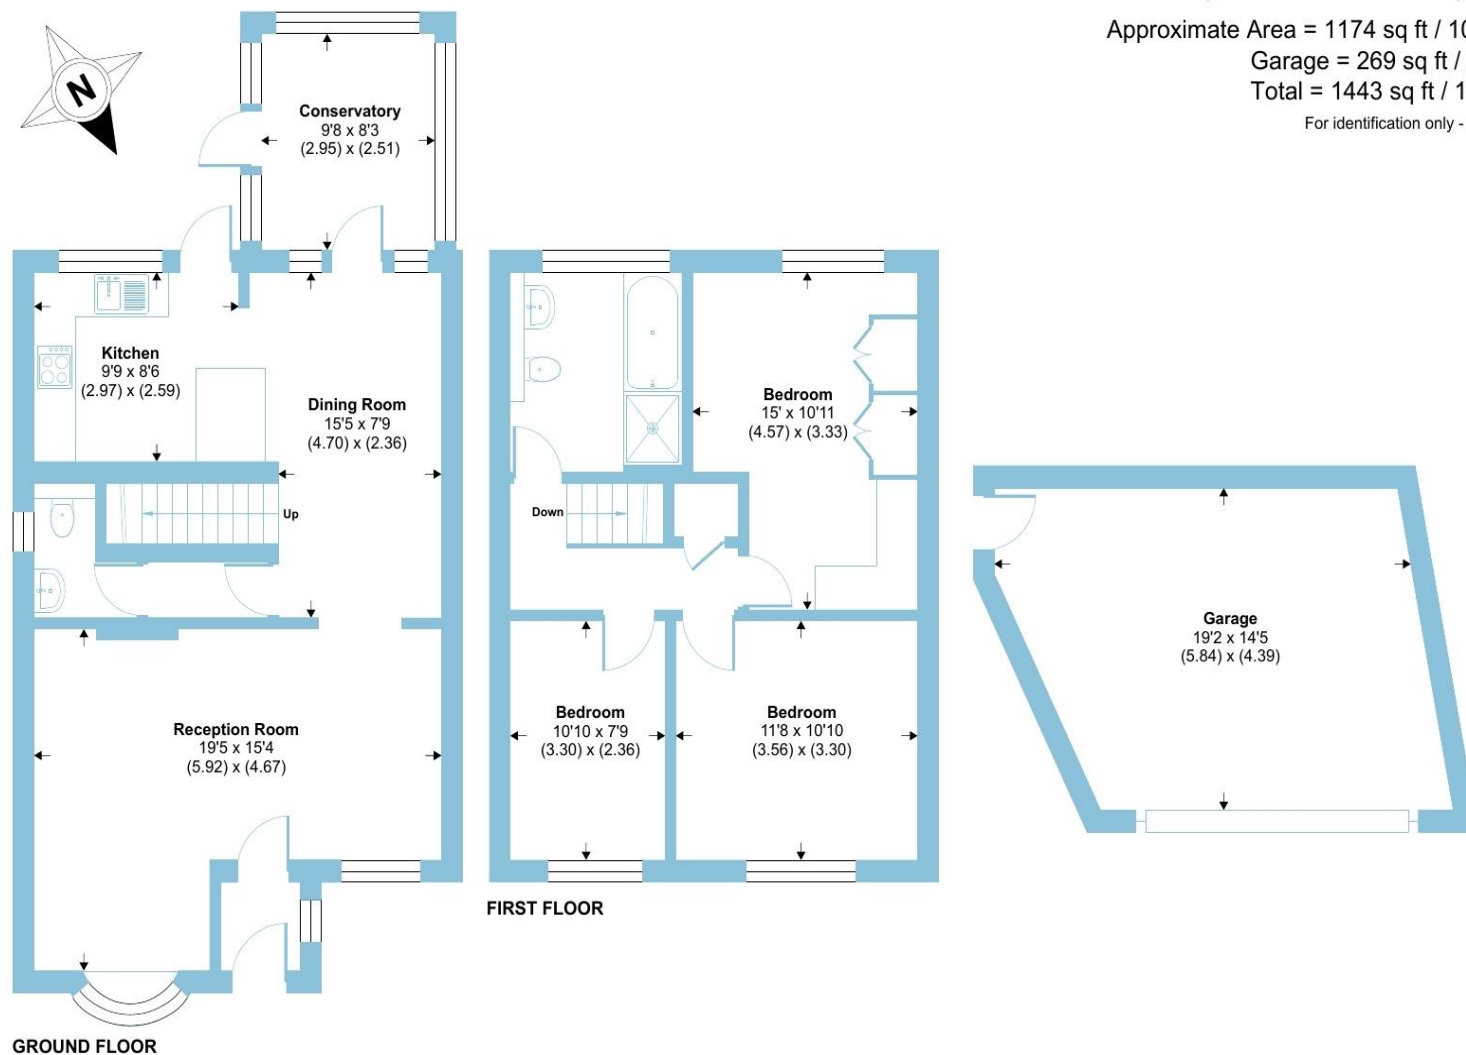 Approximate Area = 1174 sq ft / 10
Garage = 269 sq ft /
Total = 1443 sq ft / 1
For identification only -
N
Conservatory
9'8 x 8'3
(2.95) x (2.51)
Kitchen
9'9 x 8'6
(2.97) x (2.59)
Dining Room
15'5 x 7'9
(4.70) x (2.36)
Up
Reception Room
19'5 x 15'4
(5.92) x (4.67)
GROUND FLOOR
Bedroom
15' x 10'11
(4.57) x (3.33)
Down
Bedroom
10'10 x 7'9
(3.30) x (2.36)
Bedroom
11'8 x 10'10
(3.56) x (3.30)
FIRST FLOOR
Garage
19'2 x 14'5
(5.84) x (4.39)